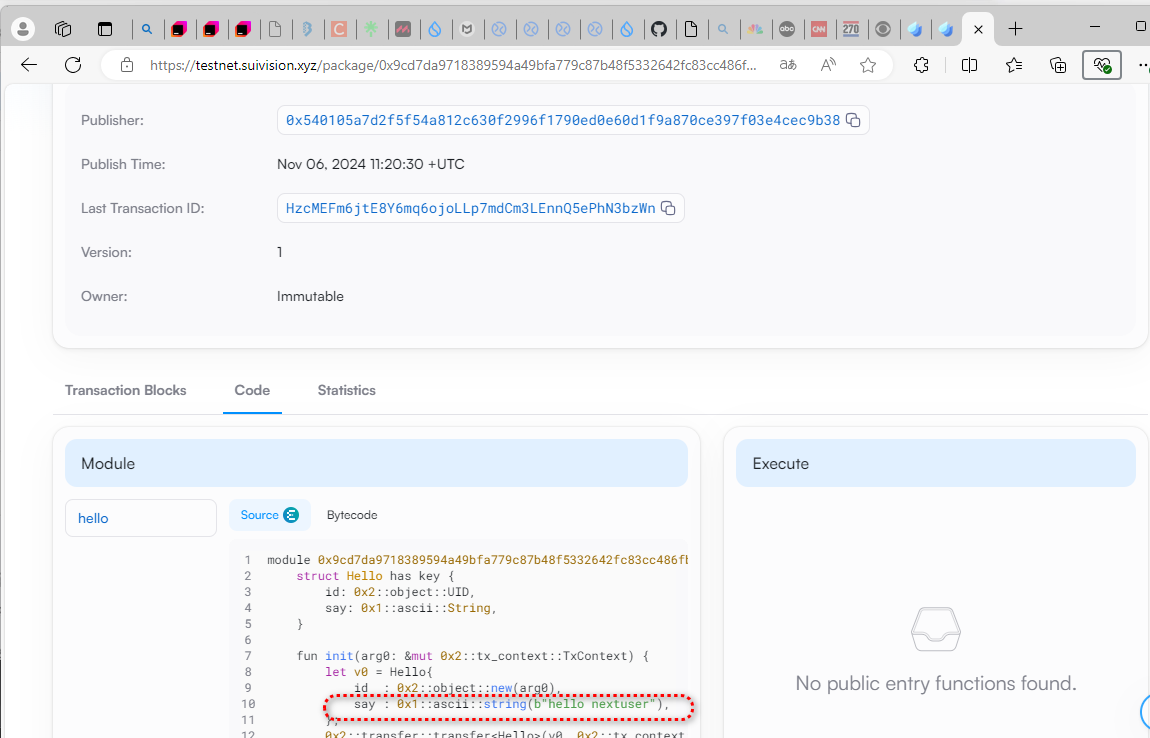 abc
CNN
270
https://testnet.suivision.xyz/package/0x9cd7da9718389594a49bfa779c87b48f5332642fc83cc486f...
Publisher:
0x540105a7d2f5f54a812c630f2996f1790ed0e60d1f9a870ce397f03e4cec9b38
Publish Time:
Nov 06, 2024 11:20:30 +UTC
Last Transaction ID:
HzcMEFm6jtE8Y6mq6ojoLLp7mdCm3LEnnQ5ePhN3bzWn
Version:
1
Owner:
Immutable
Transaction Blocks
Code
Statistics
Module
Execute
hello
Source
Bytecode
1 module 0x9cd7da9718389594a49bfa779c87b48f5332642fc83cc486fb
2 struct Hello has key {
3 id: 0x2::object::UID,
4 say: 0x1::ascii::String,
5 }
6
7 fun init(arg0: &mut 0x2::tx_context::TxContext) {
8 let v0 = Hello{
9 id : 0x2::object::new(arg0),
10 say : 0x1::ascii::string(b"hello nextuser"),
11 };
12 0x2::transfer::transfer<Hello>(v0, 0x2::tx_context
No public entry functions found.